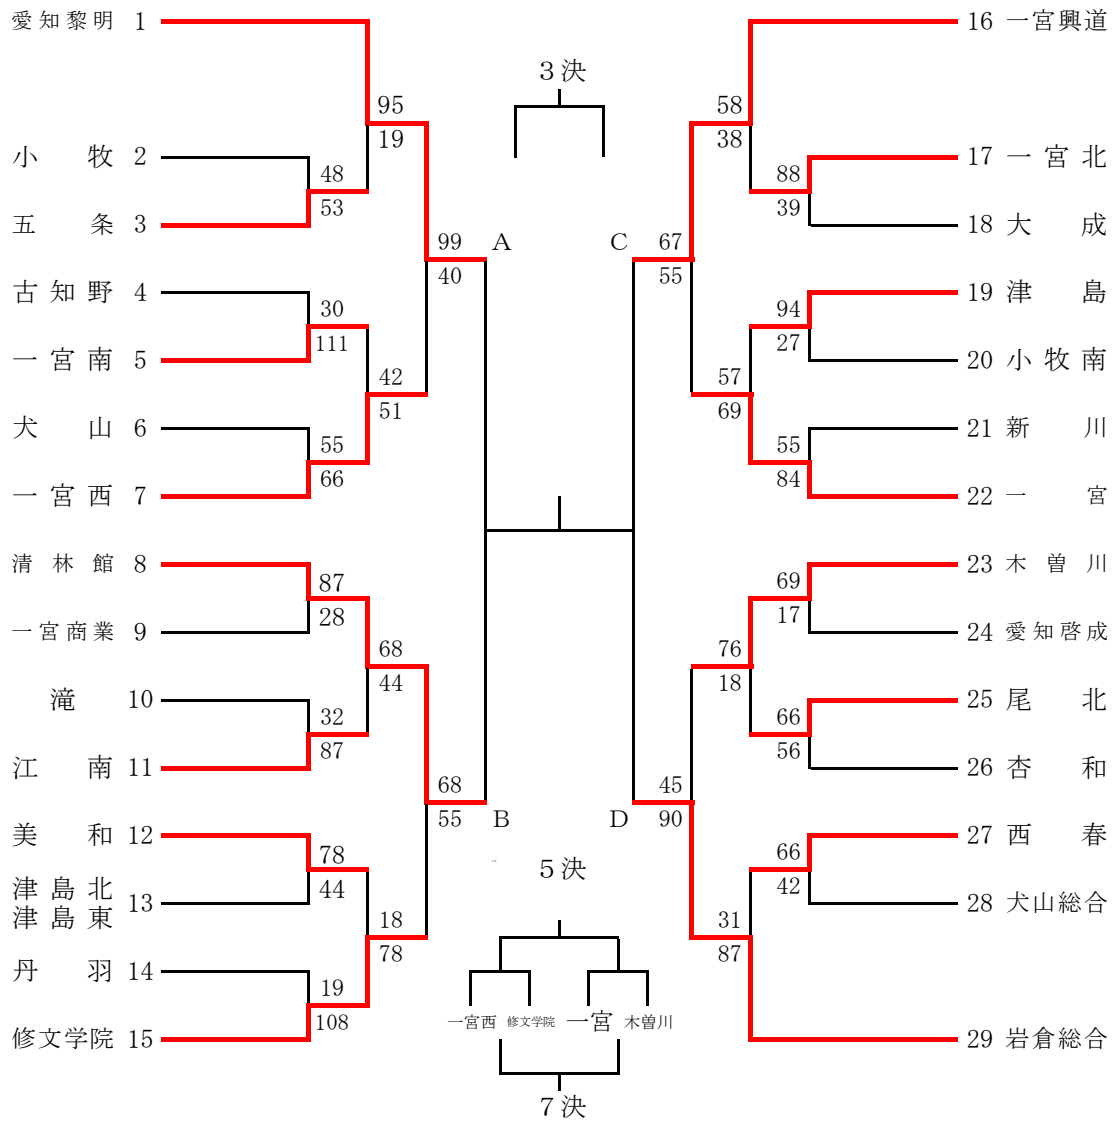 愛知黎明 1
小牧 2
五条 3
古知野 4
一宮南 5
犬山 6
一宮西 7
清林館 8
一宮商業 9
滝 10
江南 11
美和 12
津島北
津島東 13
丹羽 14
修文学院 15
95
19
48
53
99
40
30
111
42
51
55
66
87
28
68
44
32
87
68
55
78
44
18
78
19
108
A
B
3決
5決
一宮西 修文学院 一宮 木曽川
7決
C
D
58
38
88
39
67
55
94
27
57
69
55
84
69
17
76
18
66
56
45
90
66
42
31
87
16 一宮興道
17 一宮北
18 大成
19 津島
20 小牧南
21 新川
22 一宮
23 木曽川
24 愛知啓成
25 尾北
26 杏和
27 西春
28 犬山総合
29 岩倉総合